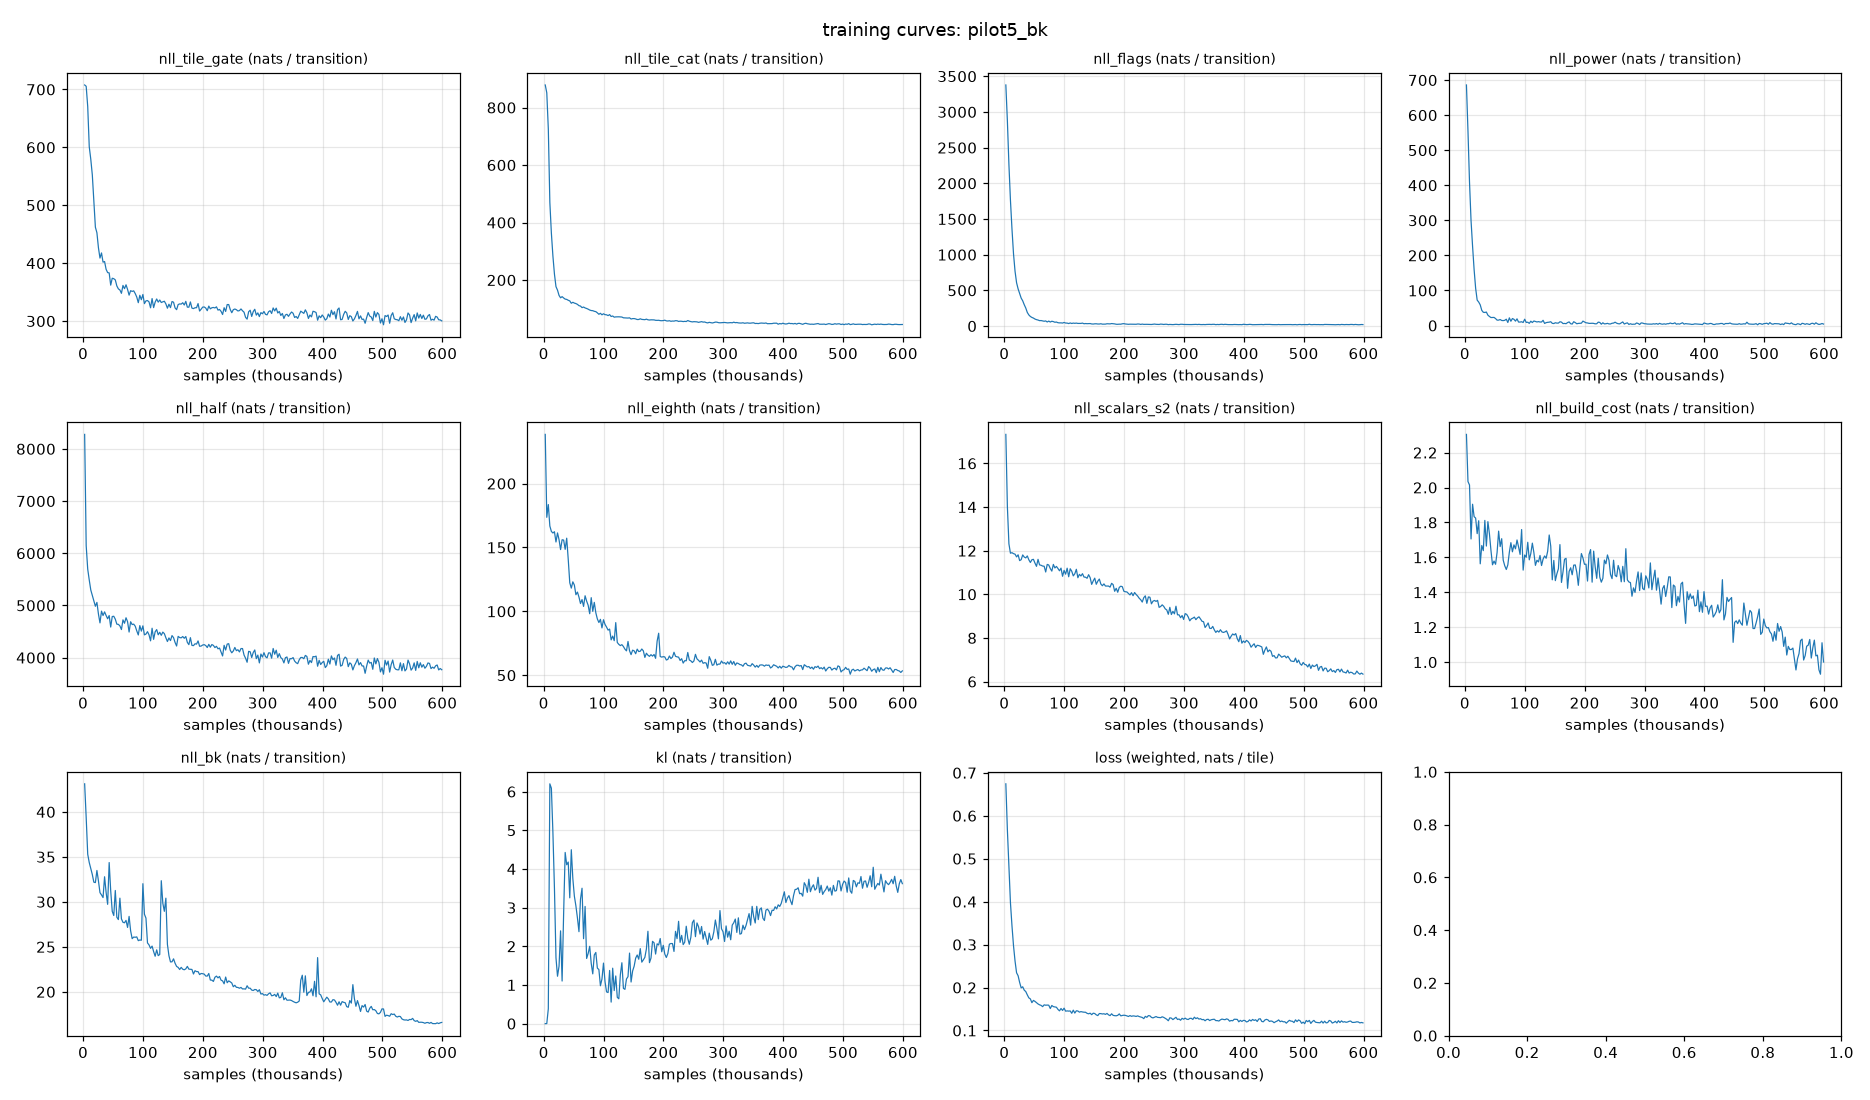 training curves: pilot5_bk
nll_tile_gate (nats / transition)
700
600
500
400
300
0 100 200 300 400 500 600
samples (thousands)
nll_tile_cat (nats / transition)
800
600
400
200
0 100 200 300 400 500 600
samples (thousands)
nll_flags (nats / transition)
3500
3000
2500
2000
1500
1000
500
0
0 100 200 300 400 500 600
samples (thousands)
nll_power (nats / transition)
700
600
500
400
300
200
100
0
0 100 200 300 400 500 600
samples (thousands)
nll_half (nats / transition)
8000
7000
6000
5000
4000
0 100 200 300 400 500 600
samples (thousands)
nll_eighth (nats / transition)
200
150
100
50
0 100 200 300 400 500 600
samples (thousands)
nll_scalars_s2 (nats / transition)
16
14
12
10
8
6
0 100 200 300 400 500 600
samples (thousands)
nll_build_cost (nats / transition)
2.2
2.0
1.8
1.6
1.4
1.2
1.0
0 100 200 300 400 500 600
samples (thousands)
nll_bk (nats / transition)
40
35
30
25
20
0 100 200 300 400 500 600
samples (thousands)
kl (nats / transition)
6
5
4
3
2
1
0
0 100 200 300 400 500 600
samples (thousands)
loss (weighted, nats / tile)
0.7
0.6
0.5
0.4
0.3
0.2
0.1
0 100 200 300 400 500 600
samples (thousands)
1.0
0.8
0.6
0.4
0.2
0.0
0.0 0.2 0.4 0.6 0.8 1.0